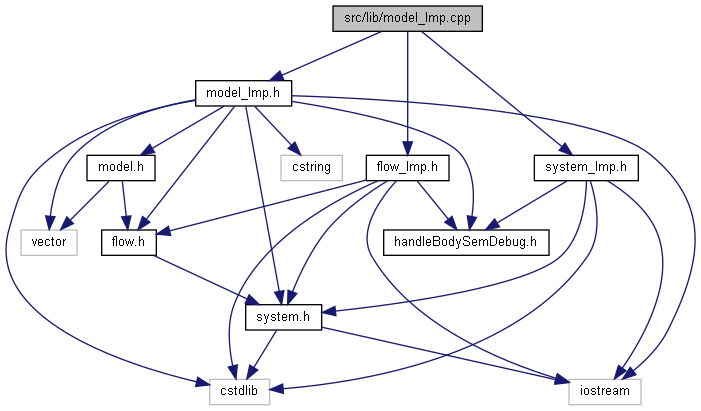 src/lib/model_Imp.cpp
model_Imp.h
model.h
cstring
flow_Imp.h
system_Imp.h
vector
flow.h
handleBodySemDebug.h
system.h
cstdlib
iostream